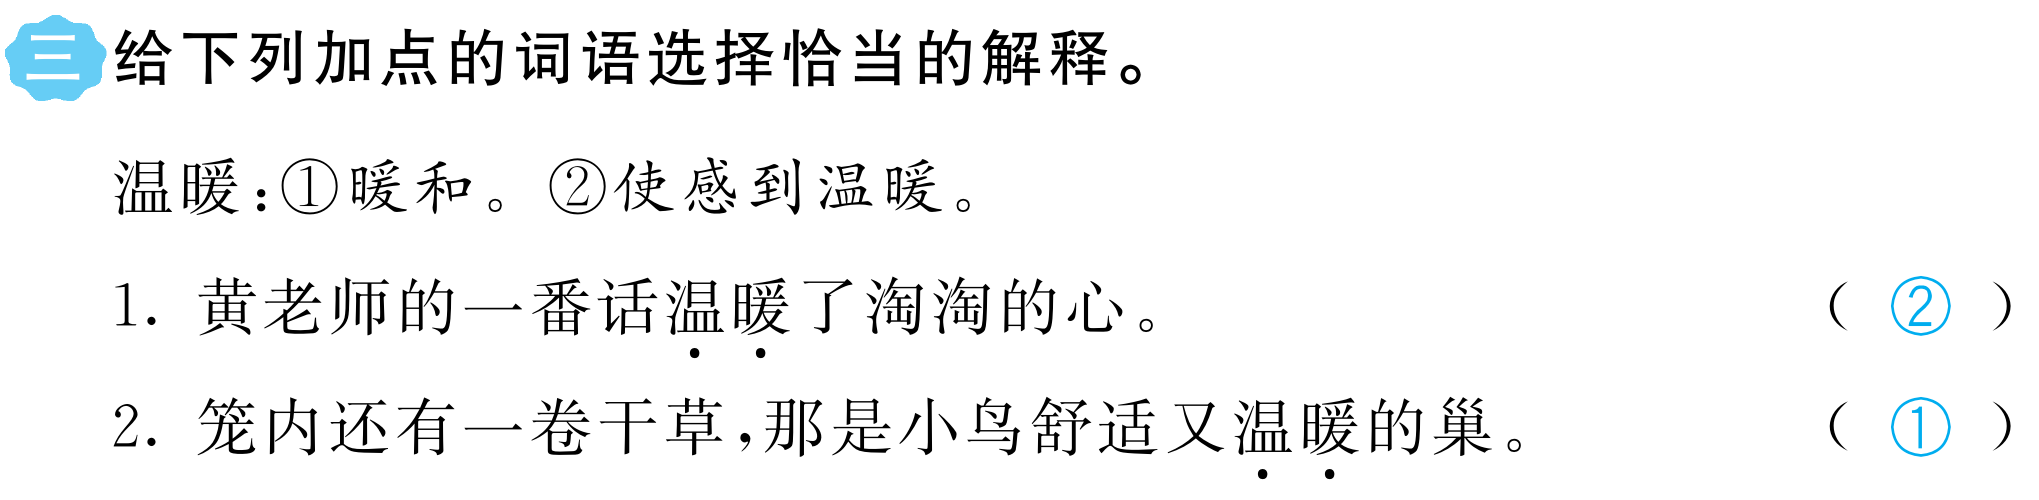 三 给下列加点的词语选择恰当的解释。
温暖:①暖和。②使感到温暖。
1. 黄老师的一番话温暖了淘淘的心。 ( ② )
2. 笼内还有一卷干草,那是小鸟舒适又温暖的巢。 ( ① )